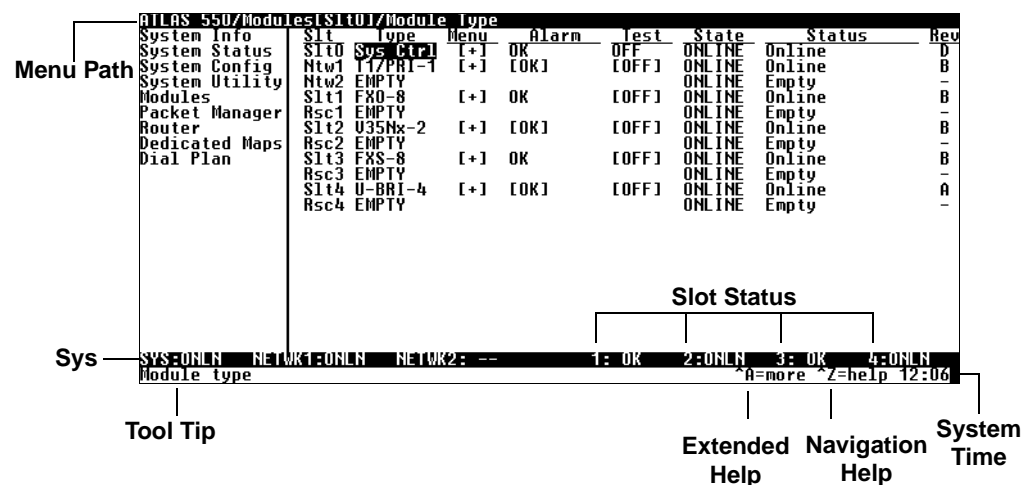 ATLAS 550/Modules[Slt0]/Module Type
System Info Slt Type Menu Alarm Test State Status Rev
System Status Slt0 Sys Ctrl [+] OK OFF ONLINE Online D
Menu Path
System Config Ntw1 T1/PRI-1 [+] [OK] [OFF] ONLINE Online B
System Utility Ntw2 EMPTY ONLINE Empty -
Modules Slt1 FXO-8 [+] OK [OFF] ONLINE Online B
Packet Manager Rsc1 EMPTY ONLINE Empty -
Router Slt2 V35Nx-2 [+] [OK] [OFF] ONLINE Online B
Dedicated Maps Rsc2 EMPTY ONLINE Empty -
Dial Plan Slt3 FXS-8 [+] OK [OFF] ONLINE Online B
Rsc3 EMPTY ONLINE Empty -
Slt4 U-BRI-4 [+] [OK] [OFF] ONLINE Online A
Rsc4 EMPTY ONLINE Empty -
Slot Status
Sys
SYS:ONLN NETWK1:ONLN NETWK2: -- 1: OK 2:ONLN 3: OK 4:ONLN
Module type ^A=more ^Z=help 12:06
Tool Tip
Extended
Help
Navigation
Help
System
Time